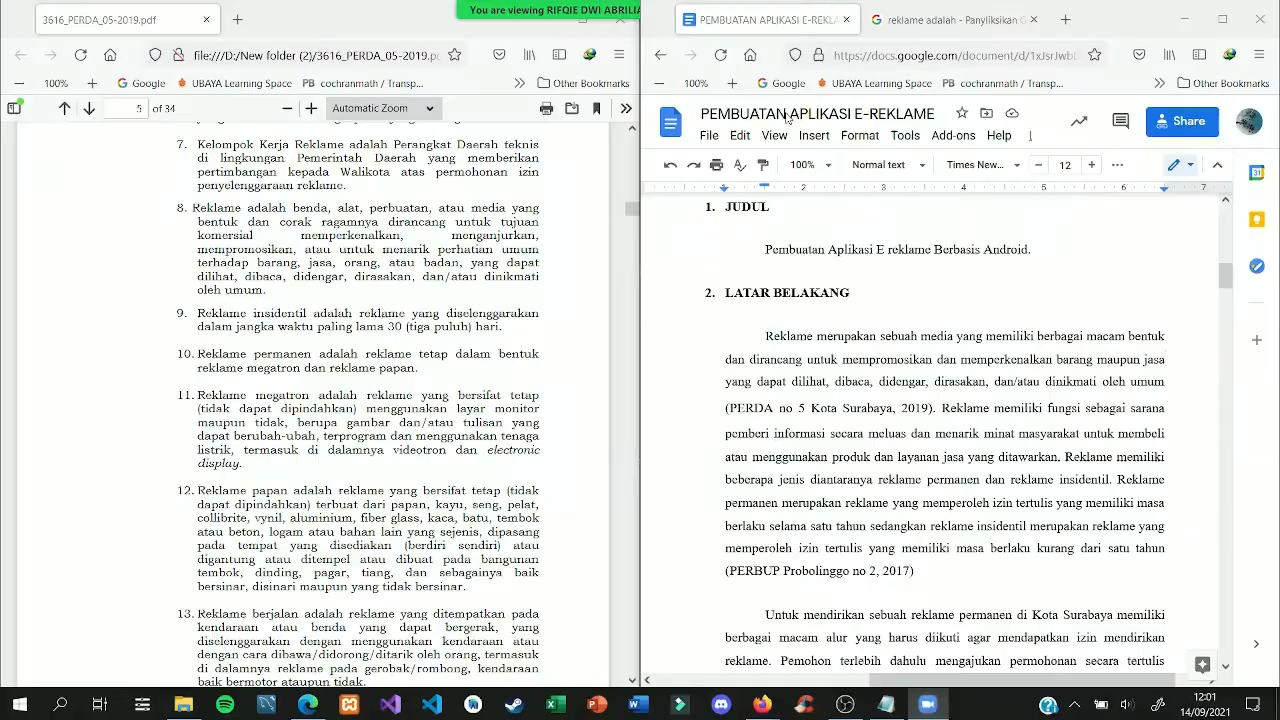 You are viewing RIFQIE DWI ABRILIA
3616_PERDA_05-2019.pdf
file:///D:/New folder (2)/3616_PERDA_05-2019.p
100%
Google
UBAYA Learning Space
PB cochranmath / Transp...
Other Bookmarks
5 of 34
Automatic Zoom
7. Kelompok Kerja Reklame adalah Perangkat Daerah teknis
di lingkungan Pemerintah Daerah yang memberikan
pertimbangan kepada Walikota atas permohonan izin
penyelenggaraan reklame.
8. Reklame adalah benda, alat, perbuatan, atau media yang
bentuk dan corak ragamnya dirancang untuk tujuan
komersial memperkenalkan, menganjurkan,
mempromosikan, atau untuk menarik perhatian umum
terhadap barang, jasa, orang, atau badan, yang dapat
dilihat, dibaca, didengar, dirasakan, dan/atau dinikmati
oleh umum.
9. Reklame insidentil adalah reklame yang diselenggarakan
dalam jangka waktu paling lama 30 (tiga puluh) hari.
10. Reklame permanen adalah reklame tetap dalam bentuk
reklame megatron dan reklame papan.
11. Reklame megatron adalah reklame yang bersifat tetap
(tidak dapat dipindahkan) menggunakan layar monitor
maupun tidak, berupa gambar dan/atau tulisan yang
dapat berubah-ubah, terprogram dan menggunakan tenaga
listrik, termasuk di dalamnya videotron dan electronic
display.
12. Reklame papan adalah reklame yang bersifat tetap (tidak
dapat dipindahkan) terbuat dari papan, kayu, seng, pelat,
collibrite, vynil, aluminium, fiber glass, kaca, batu, tembok
atau beton, logam atau bahan lain yang sejenis, dipasang
pada tempat yang disediakan (berdiri sendiri) atau
digantung atau ditempel atau dibuat pada bangunan
tembok, dinding, pagar, tiang, dan sebagainya baik
bersinar, disinari maupun yang tidak bersinar.
13. Reklame berjalan adalah reklame yang ditempatkan pada
kendaraan atau benda yang dapat bergerak, yang
diselenggarakan dengan menggunakan kendaraan atau
dengan cara dibawa/didorong/ditarik oleh orang, termasuk
di dalamnya reklame pada gerobak/rombong, kendaraan
baik bermotor ataupun tidak.
PEMBUATAN APLIKASI E-REKLA
reklame adalah - Panyliksikan
https://docs.google.com/document/d/1xJsrJwb
100%
Google
UBAYA Learning Space
PB cochranmath / Transp...
Other Bookmarks
PEMBUATAN APLIKASI E-REKLAME
Share
File Edit View Insert Format Tools Add-ons Help
100% Normal text Times New... 12
2 3 4 5 6 7
1. JUDUL
Pembuatan Aplikasi E reklame Berbasis Android.
2. LATAR BELAKANG
Reklame merupakan sebuah media yang memiliki berbagai macam bentuk
dan dirancang untuk mempromosikan dan memperkenalkan barang maupun jasa
yang dapat dilihat, dibaca, didengar, dirasakan, dan/atau dinikmati oleh umum
(PERDA no 5 Kota Surabaya, 2019). Reklame memiliki fungsi sebagai sarana
pemberi informasi secara meluas dan menarik minat masyarakat untuk membeli
atau menggunakan produk dan layanan jasa yang ditawarkan. Reklame memiliki
beberapa jenis diantaranya reklame permanen dan reklame insidentil. Reklame
permanen merupakan reklame yang memperoleh izin tertulis yang memiliki masa
berlaku selama satu tahun sedangkan reklame insidentil merupakan reklame yang
memperoleh izin tertulis yang memiliki masa berlaku kurang dari satu tahun
(PERBUP Probolinggo no 2, 2017)
Untuk mendirikan sebuah reklame permanen di Kota Surabaya memiliki
berbagai macam alur yang harus diikuti agar mendapatkan izin mendirikan
reklame. Pemohon terlebih dahulu mengajukan permohonan secara tertulis
12:01
14/09/2021